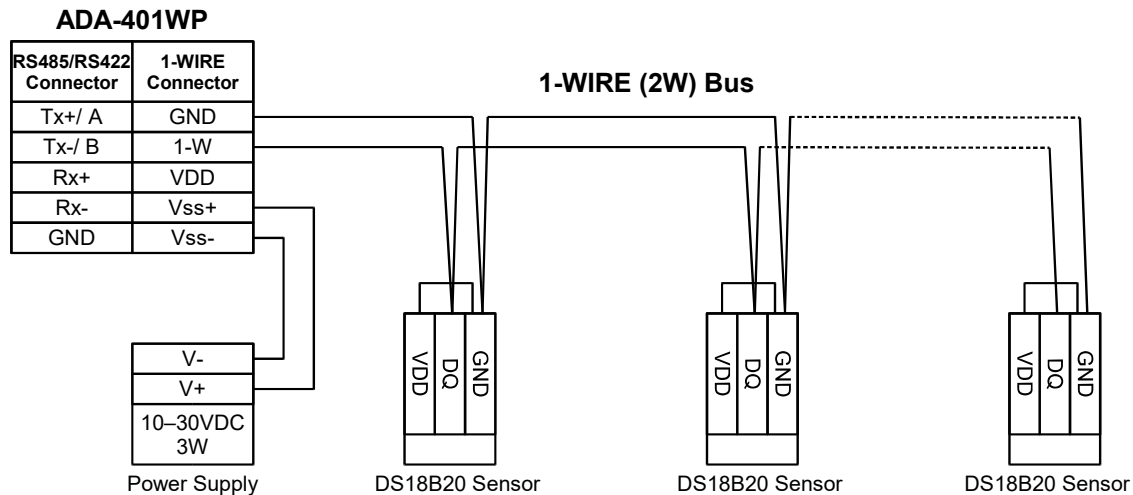 ADA-401WP
RS485/RS422 Connector
1-WIRE Connector
Tx+/ A
GND
Tx-/ B
1-W
Rx+
VDD
Rx-
Vss+
GND
Vss-
1-WIRE (2W) Bus
V-
V+
10–30VDC
3W
Power Supply
VDD
DQ
GND
DS18B20 Sensor
VDD
DQ
GND
DS18B20 Sensor
VDD
DQ
GND
DS18B20 Sensor